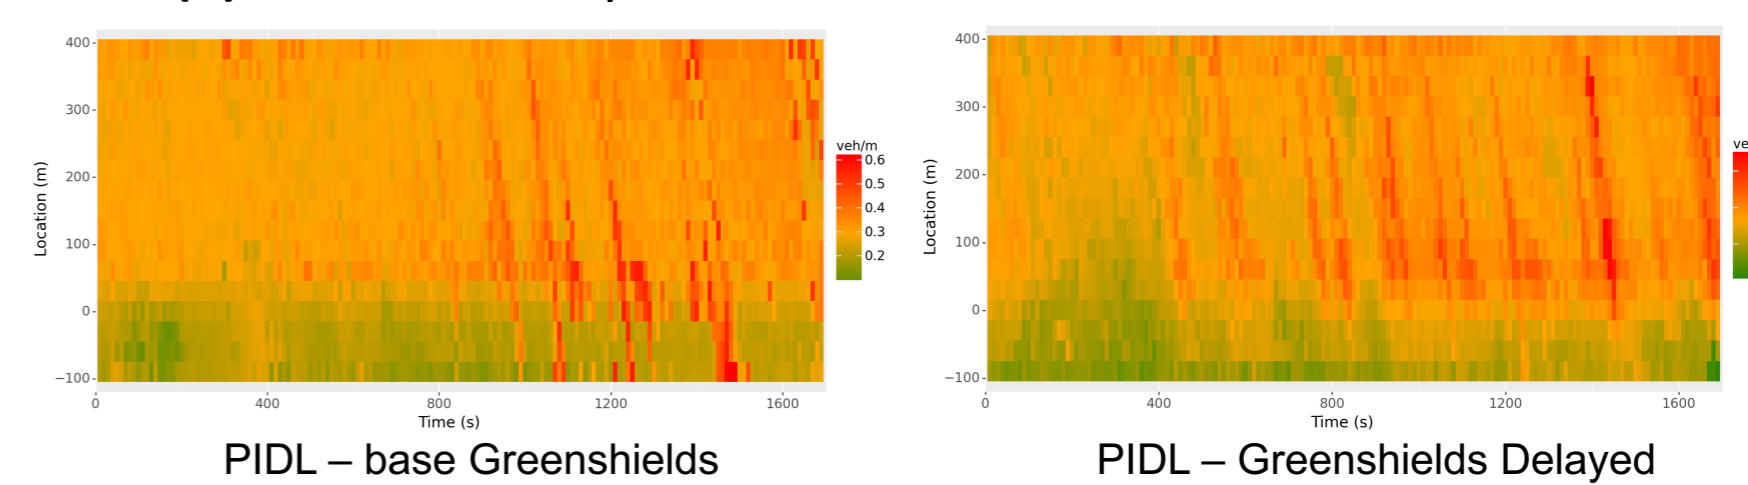 400
300
200
100
0
−100
Location (m)
0 400 800 1200 1600
Time (s)
veh/m
0.6
0.5
0.4
0.3
0.2
PIDL – base Greenshields
400
300
200
100
0
−100
Location (m)
0 400 800 1200 1600
Time (s)
PIDL – Greenshields Delayed